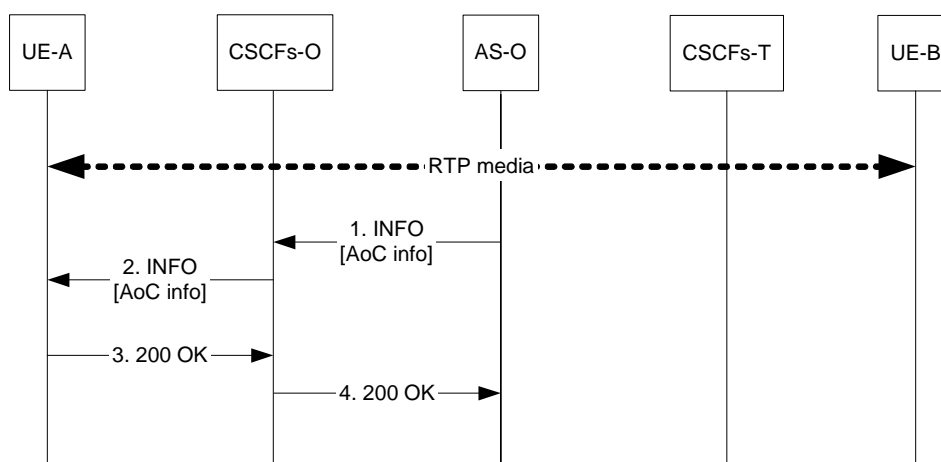 UE-A
CSCFs-O
AS-O
CSCFs-T
UE-B
RTP media
1. INFO
[AoC info]
2. INFO
[AoC info]
3. 200 OK
4. 200 OK